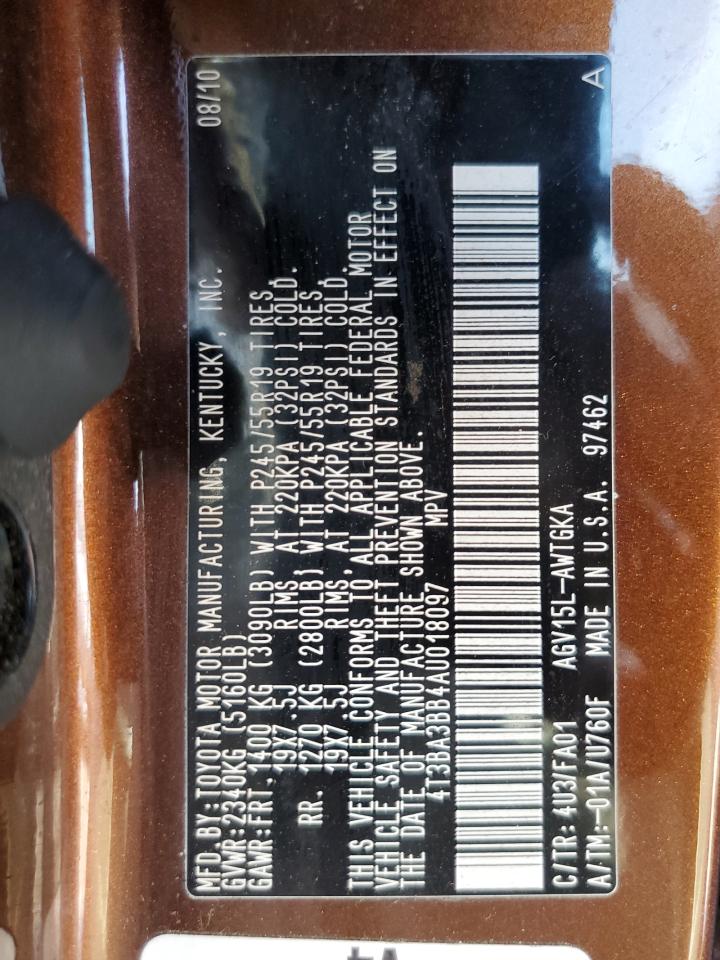 MFD.BY:TOYOTA MOTOR MANUFACTURING, KENTUCKY, INC. 08/10
GVWR:2340KG (5160LB)
GAWR:FRT. 1400 KG (3090LB) WITH P245/55R19 TIRES,
19X7.5J RIMS, AT 220KPA (32PSI) COLD.
RR. 1270 KG (2800LB) WITH P245/55R19 TIRES,
19X7.5J RIMS, AT 220KPA (32PSI) COLD.
THIS VEHICLE CONFORMS TO ALL APPLICABLE FEDERAL MOTOR
VEHICLE SAFETY AND THEFT PREVENTION STANDARDS IN EFFECT ON
THE DATE OF MANUFACTURE SHOWN ABOVE.
4T3BA3BB4AU018097 MPV
C/TR: 4U3/FA01 AGV15L-AWTGKA A
A/TM:-01A/U760F MADE IN U.S.A. 97462